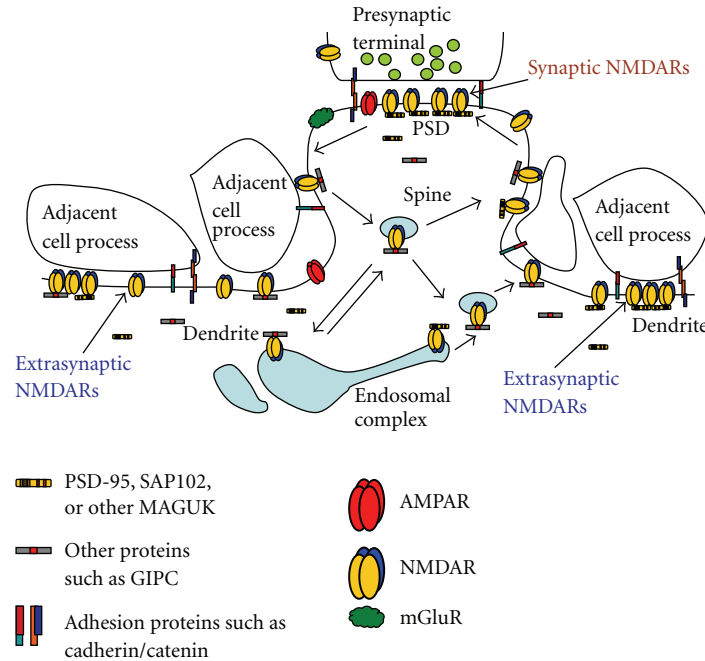 Presynaptic
terminal
Synaptic NMDARs
PSD
Adjacent
cell process
Adjacent
cell
process
Spine
Adjacent
cell process
Dendrite
Dendrite
Extrasynaptic
NMDARs
Endosomal
complex
Extrasynaptic
NMDARs
PSD-95, SAP102,
or other MAGUK
Other proteins
such as GIPC
Adhesion proteins such as
cadherin/catenin
AMPAR
NMDAR
mGluR